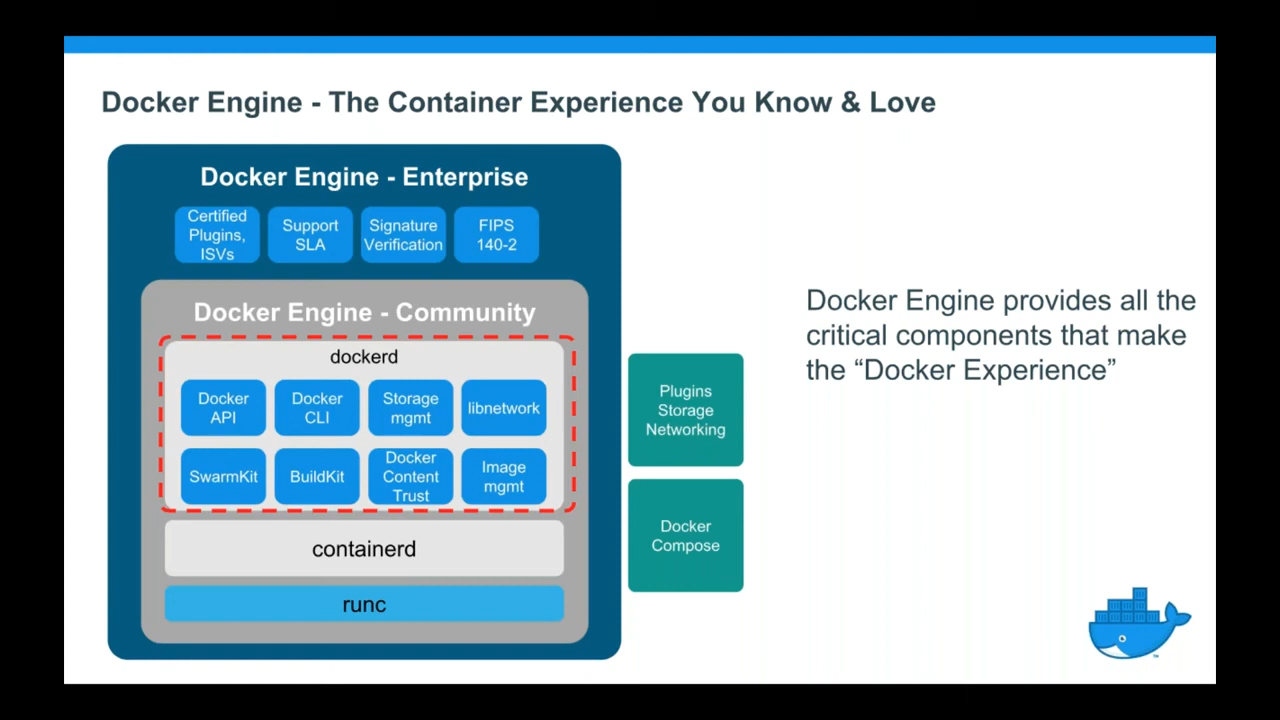 Docker Engine - The Container Experience You Know & Love
Docker Engine - Enterprise
Certified
Plugins,
ISVs
Support
SLA
Signature
Verification
FIPS
140-2
Docker Engine - Community
dockerd
Docker
API
Docker
CLI
Storage
mgmt
libnetwork
SwarmKit
BuildKit
Docker
Content
Trust
Image
mgmt
containerd
runc
Plugins
Storage
Networking
Docker
Compose
Docker Engine provides all the
critical components that make
the “Docker Experience”